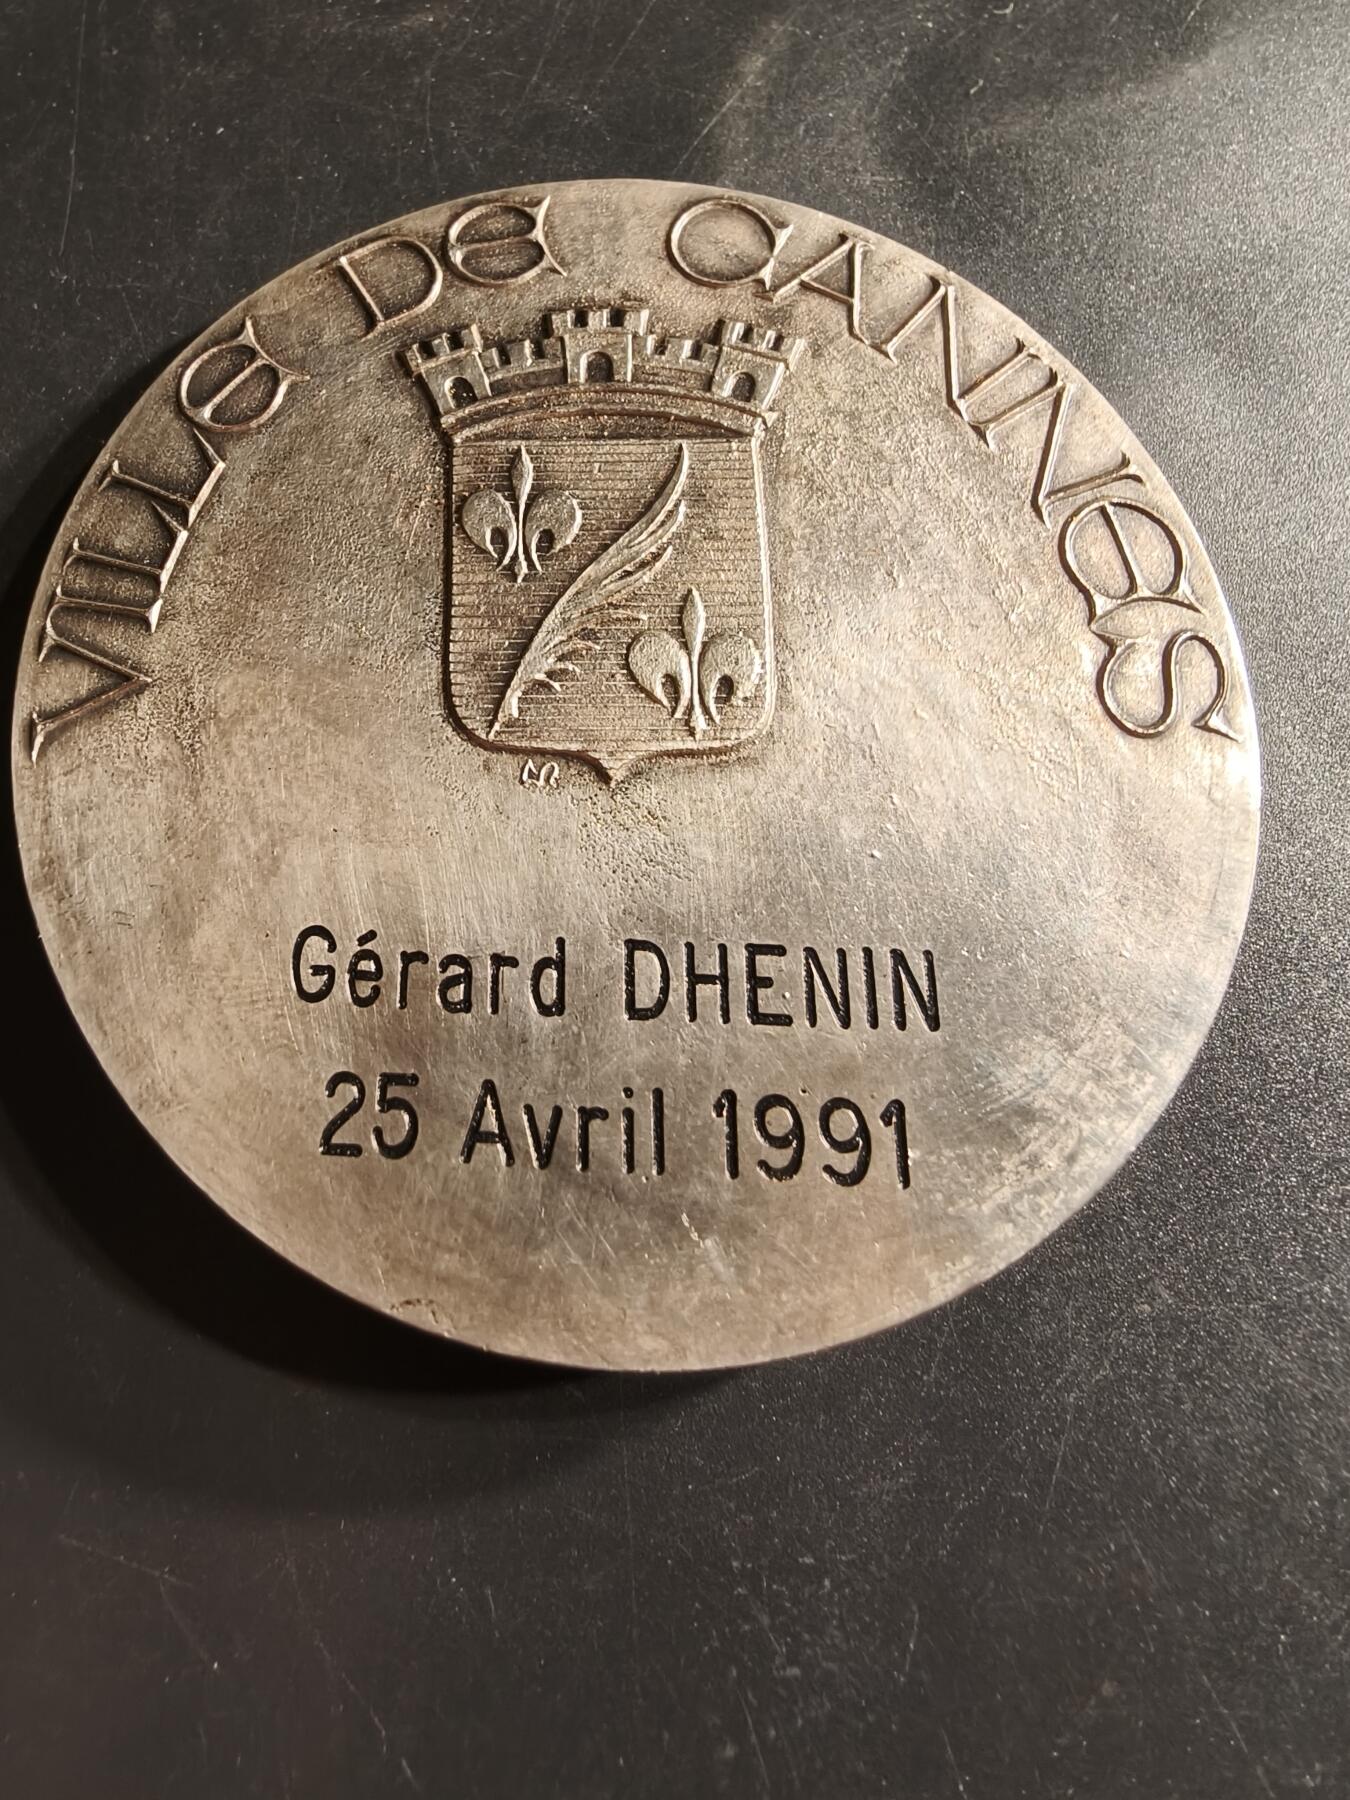 VILLE DE CANNES
Gérard DHENIN
25 Avril 1991